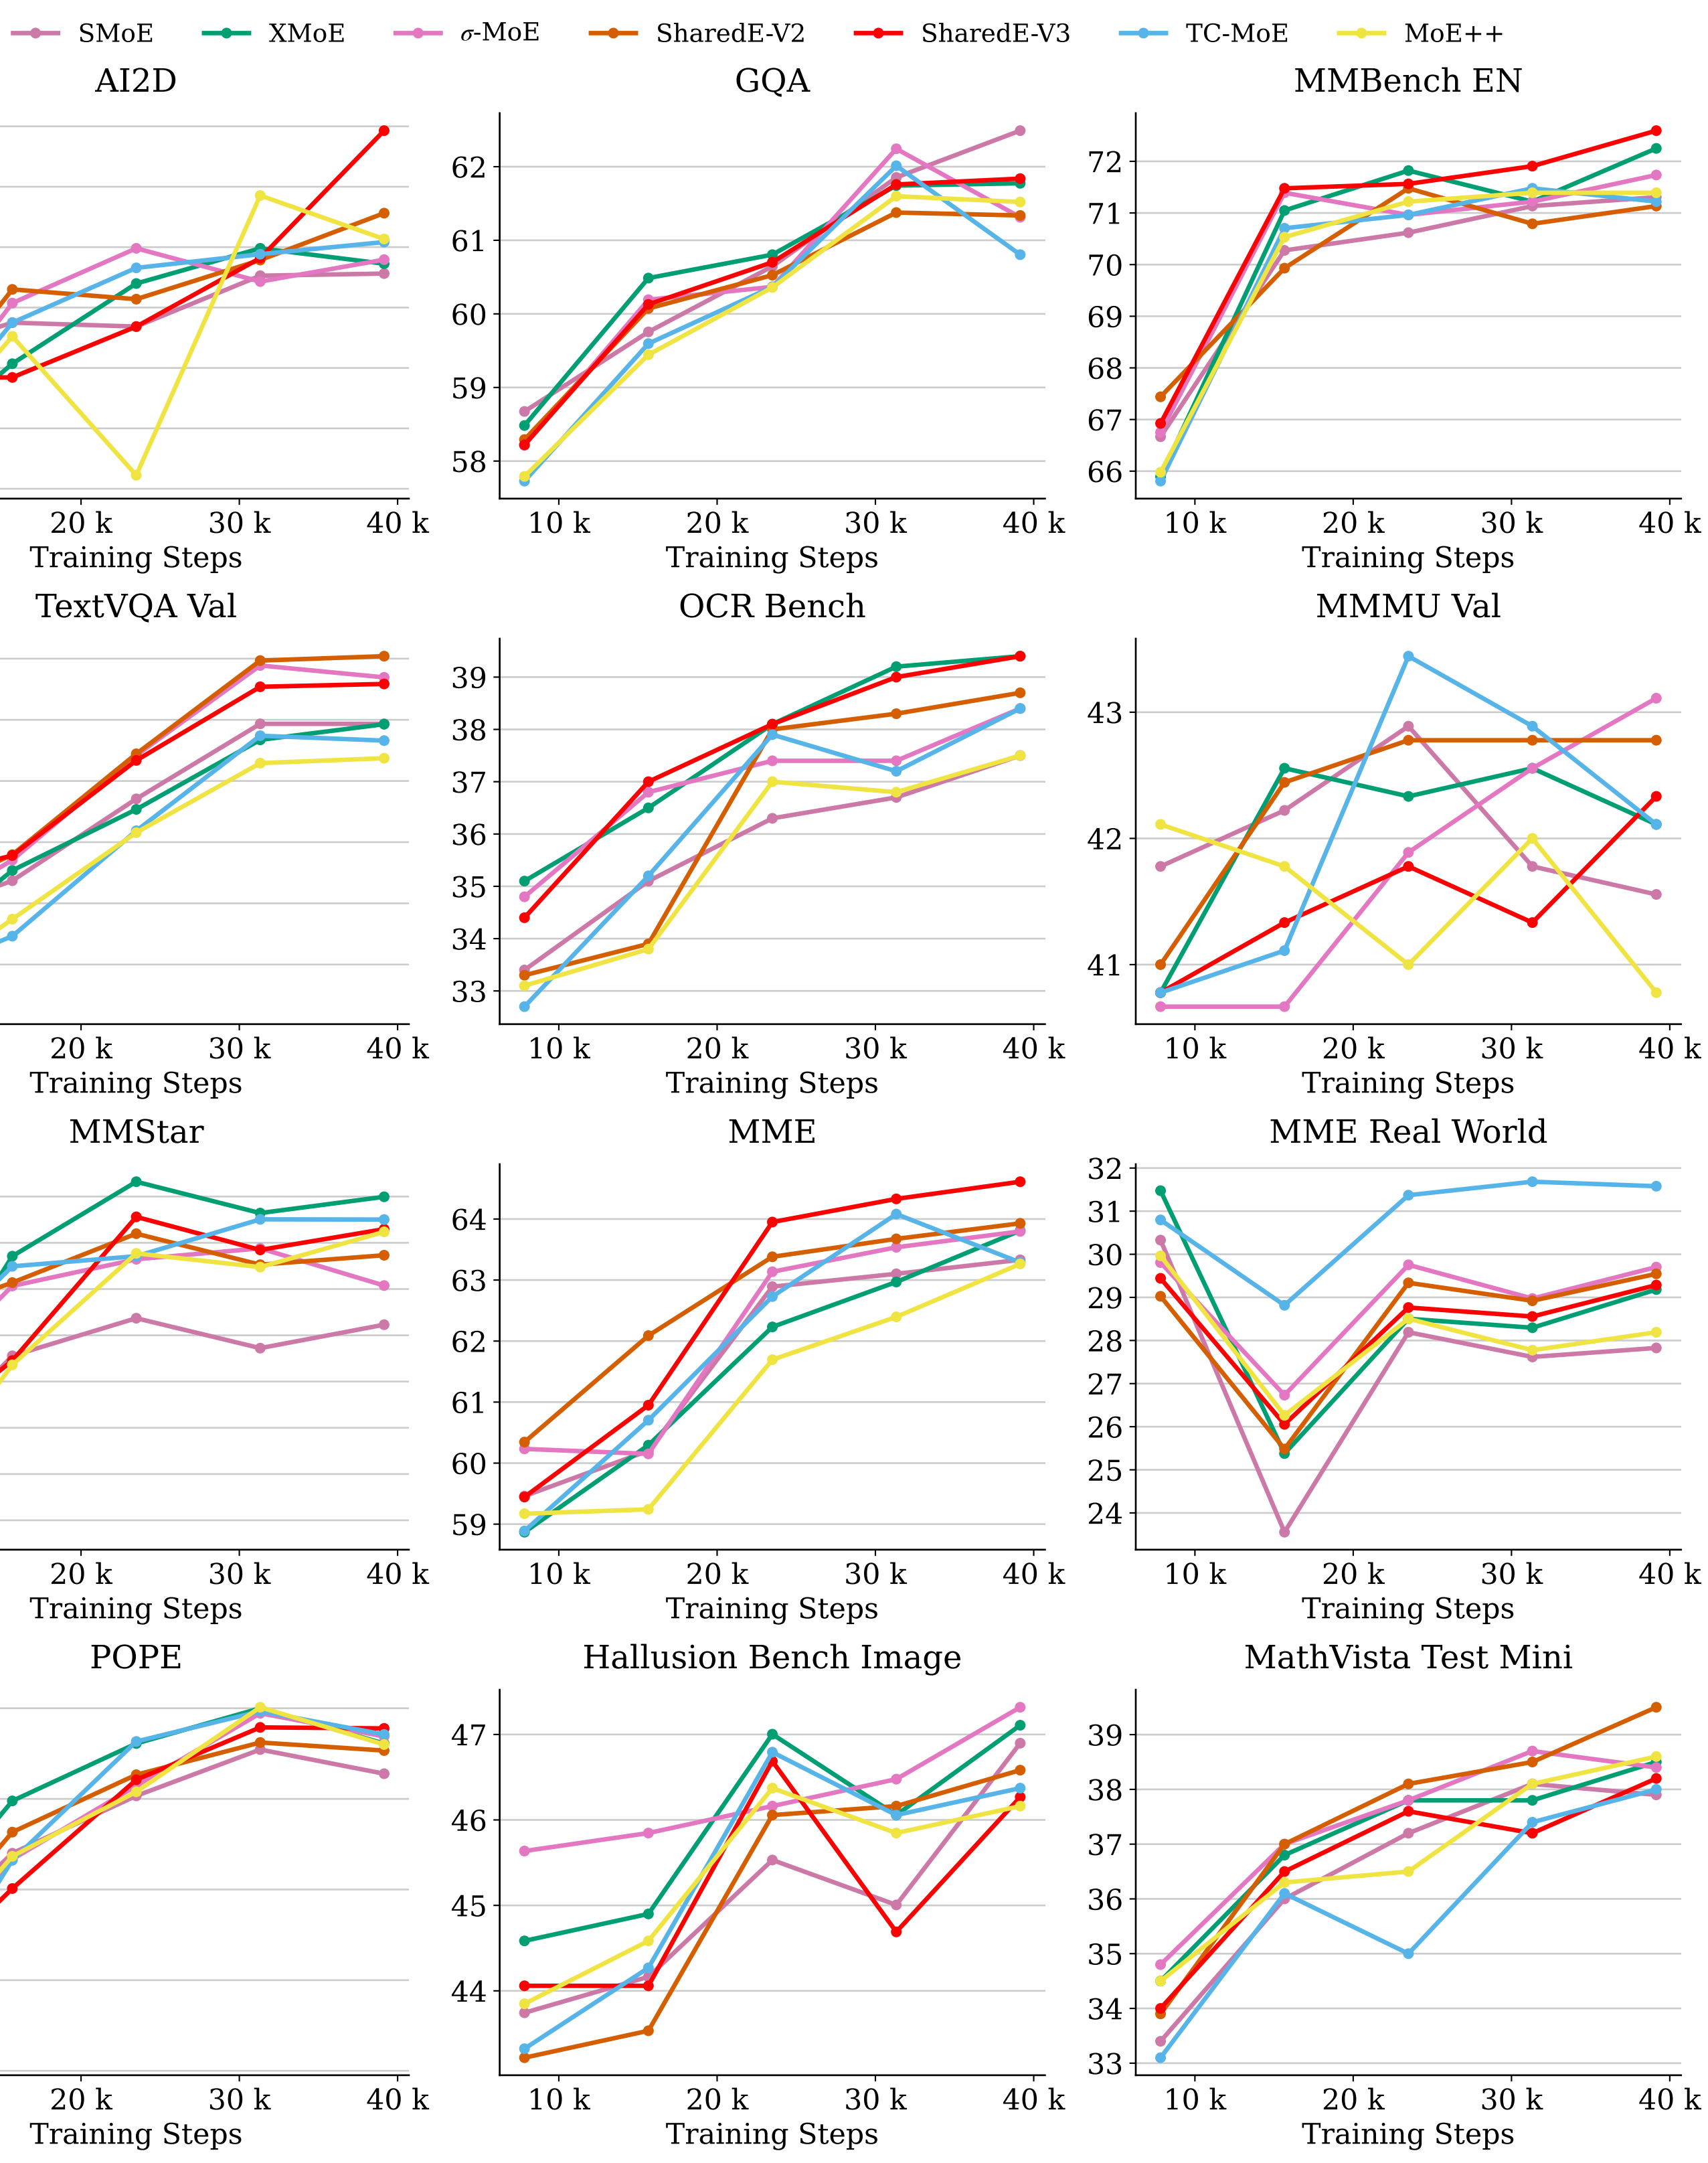 SMoE XMoE σ-MoE SharedE-V2 SharedE-V3 TC-MoE MoE++
AI2D GQA MMBench EN
62 61 60 59 58
72 71 70 69 68 67 66
20 k 30 k 40 k 10 k 20 k 30 k 40 k 10 k 20 k 30 k 40 k
Training Steps Training Steps Training Steps
TextVQA Val OCR Bench MMMU Val
39 38 37 36 35 34 33
43 42 41
20 k 30 k 40 k 10 k 20 k 30 k 40 k 10 k 20 k 30 k 40 k
Training Steps Training Steps Training Steps
MMStar MME MME Real World
64 63 62 61 60 59
32 31 30 29 28 27 26 25 24
20 k 30 k 40 k 10 k 20 k 30 k 40 k 10 k 20 k 30 k 40 k
Training Steps Training Steps Training Steps
POPE Hallusion Bench Image MathVista Test Mini
47 46 45 44
39 38 37 36 35 34 33
20 k 30 k 40 k 10 k 20 k 30 k 40 k 10 k 20 k 30 k 40 k
Training Steps Training Steps Training Steps